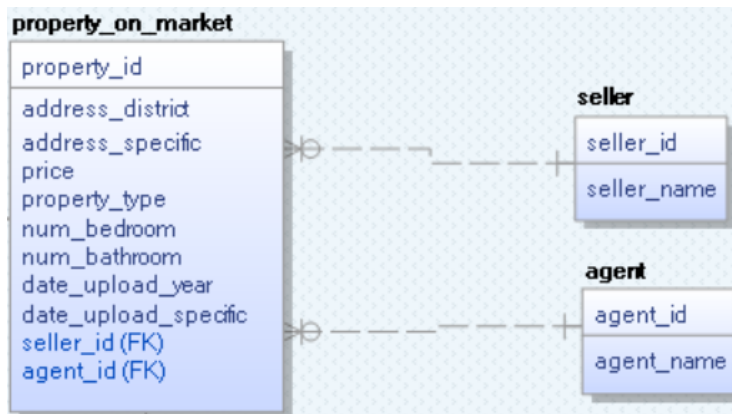 property_on_market
property_id
address_district
address_specific
price
property_type
num_bedroom
num_bathroom
date_upload_year
date_upload_specific
seller_id (FK)
agent_id (FK)
seller
seller_id
seller_name
agent
agent_id
agent_name